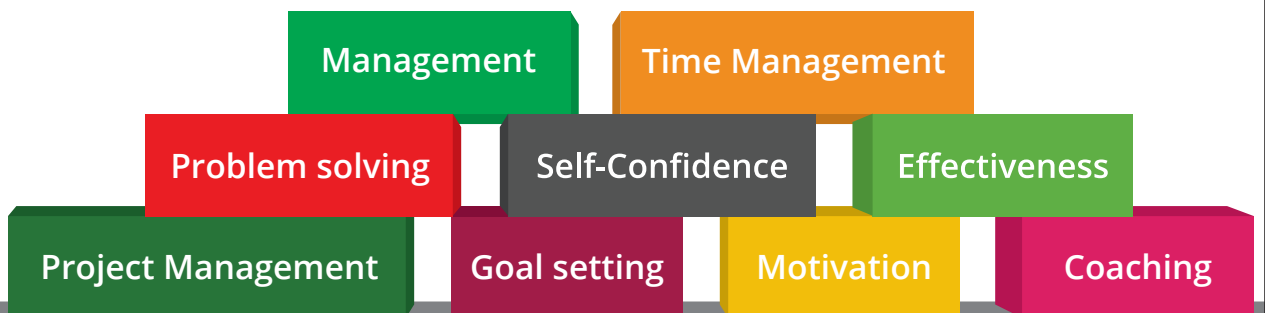 Management
Time Management
Problem solving
Self-Confidence
Effectiveness
Project Management
Goal setting
Motivation
Coaching